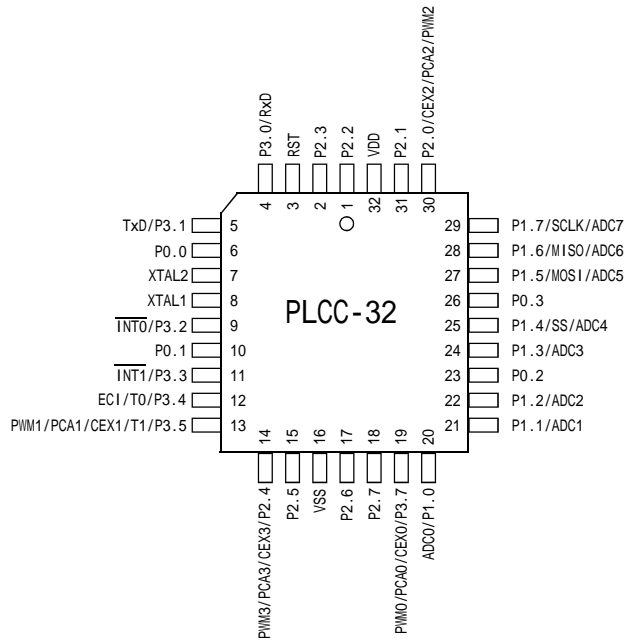 P3.0/RxD
RST
P2.3
P2.2
VDD
P2.1
P2.0/CEX2/PCA2/PWM2
4
3
2
1
32
31
30
TxD/P3.1
5
P0.0
6
XTAL2
7
XTAL1
8
INT0/P3.2
9
P0.1
10
INT1/P3.3
11
ECI/T0/P3.4
12
PWM1/PCA1/CEX1/T1/P3.5
13
PLCC-32
29
P1.7/SCLK/ADC7
28
P1.6/MISO/ADC6
27
P1.5/MOSI/ADC5
26
P0.3
25
P1.4/SS/ADC4
24
P1.3/ADC3
23
P0.2
22
P1.2/ADC2
21
P1.1/ADC1
14
15
16
17
18
19
20
PWM3/PCA3/CEX3/P2.4
P2.5
VSS
P2.6
P2.7
PWM0/PCA0/CEX0/P3.7
ADC0/P1.0